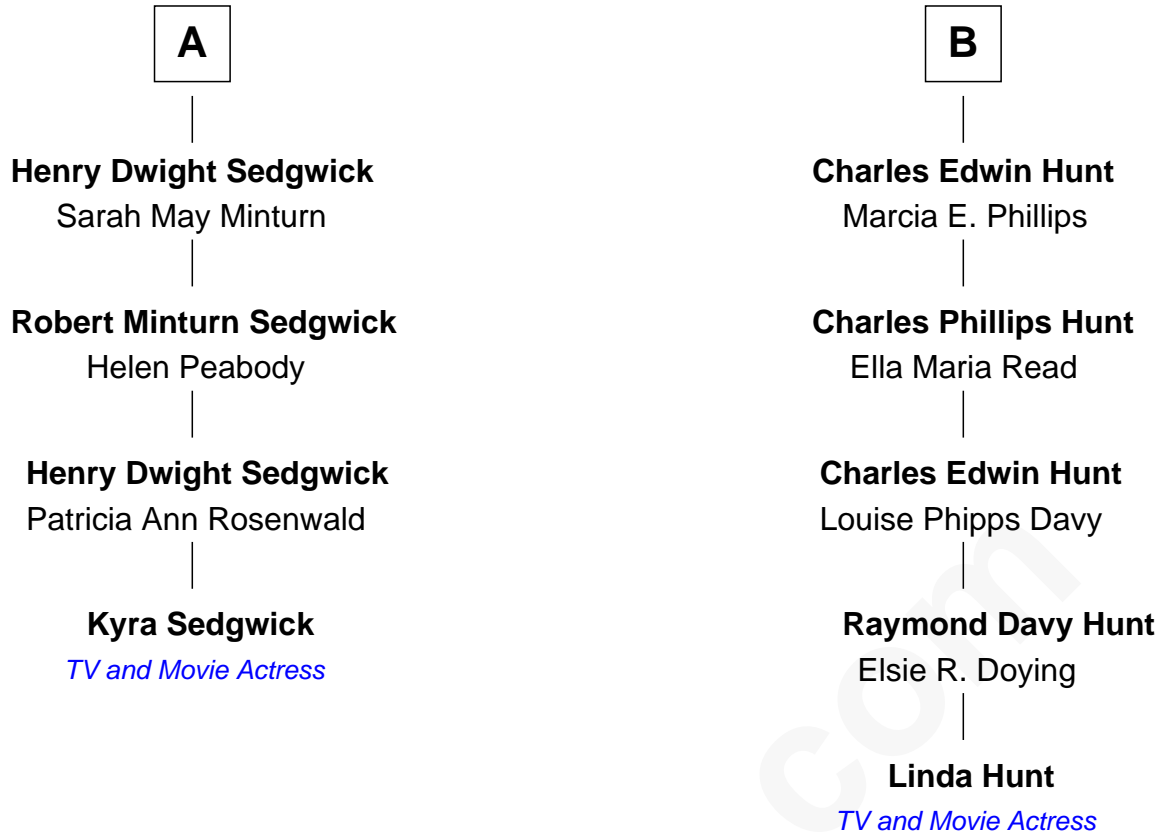 A
Henry Dwight Sedgwick
Sarah May Minturn
Robert Minturn Sedgwick
Helen Peabody
Henry Dwight Sedgwick
Patricia Ann Rosenwald
Kyra Sedgwick
TV and Movie Actress
B
Charles Edwin Hunt
Marcia E. Phillips
Charles Phillips Hunt
Ella Maria Read
Charles Edwin Hunt
Louise Phipps Davy
Raymond Davy Hunt
Elsie R. Doying
Linda Hunt
TV and Movie Actress
com